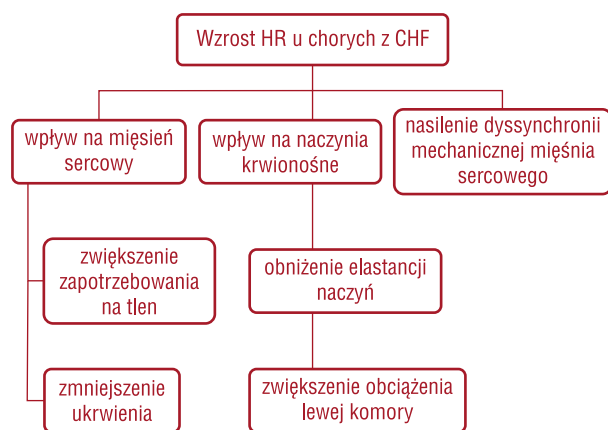 Wzrost HR u chorych z CHF
wpływ na mięsień
sercowy
wpływ na naczynia
krwionośne
nasilenie dyssynchronii
mechanicznej mięśnia
sercowego
zwiększenie
zapotrzebowania
na tlen
obniżenie elastancji
naczyń
zmniejszenie
ukrwienia
zwiększenie obciążenia
lewej komory